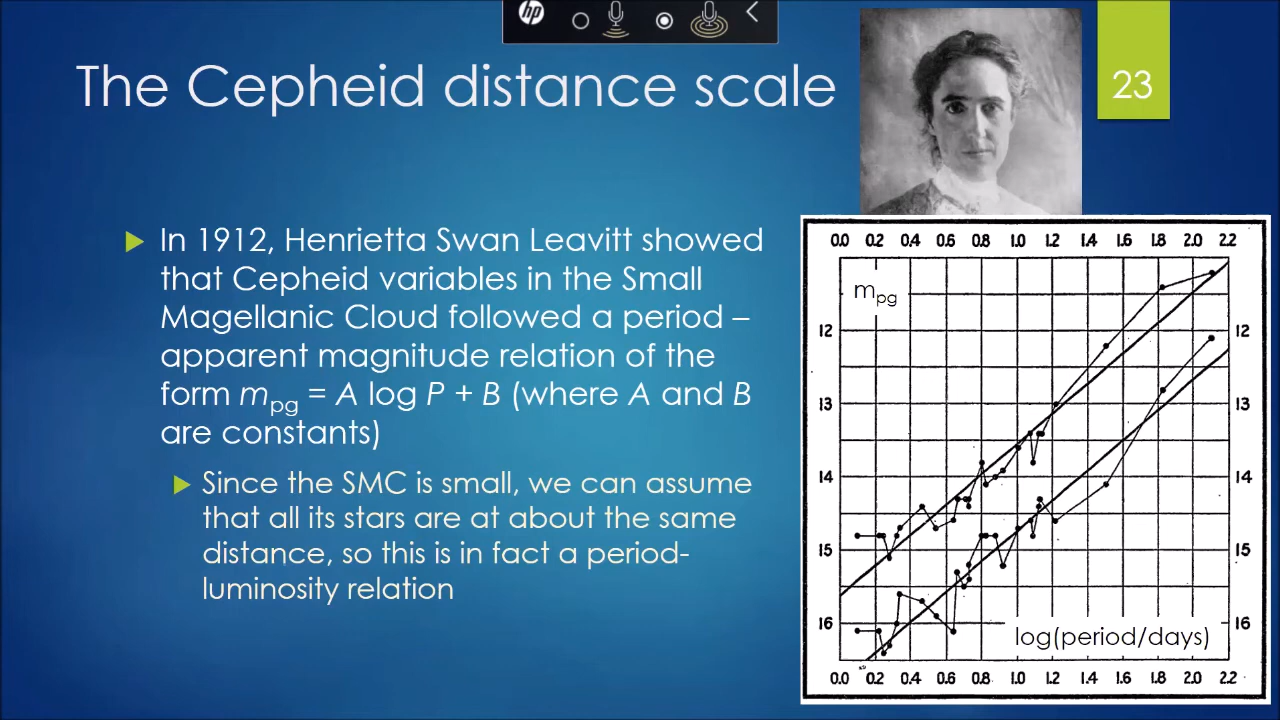 hp
The Cepheid distance scale
23
In 1912, Henrietta Swan Leavitt showed
that Cepheid variables in the Small
Magellanic Cloud followed a period –
apparent magnitude relation of the
form mpg = A log P + B (where A and B
are constants)
Since the SMC is small, we can assume
that all its stars are at about the same
distance, so this is in fact a period-
luminosity relation
0.0 0.2 0.4 0.6 0.8 1.0 1.2 1.4 1.6 1.8 2.0 2.2
mpg
12 12
13 13
14 14
15 15
16 16
log(period/days)
0.0 0.2 0.4 0.6 0.8 1.0 1.2 1.4 1.6 1.8 2.0 2.2